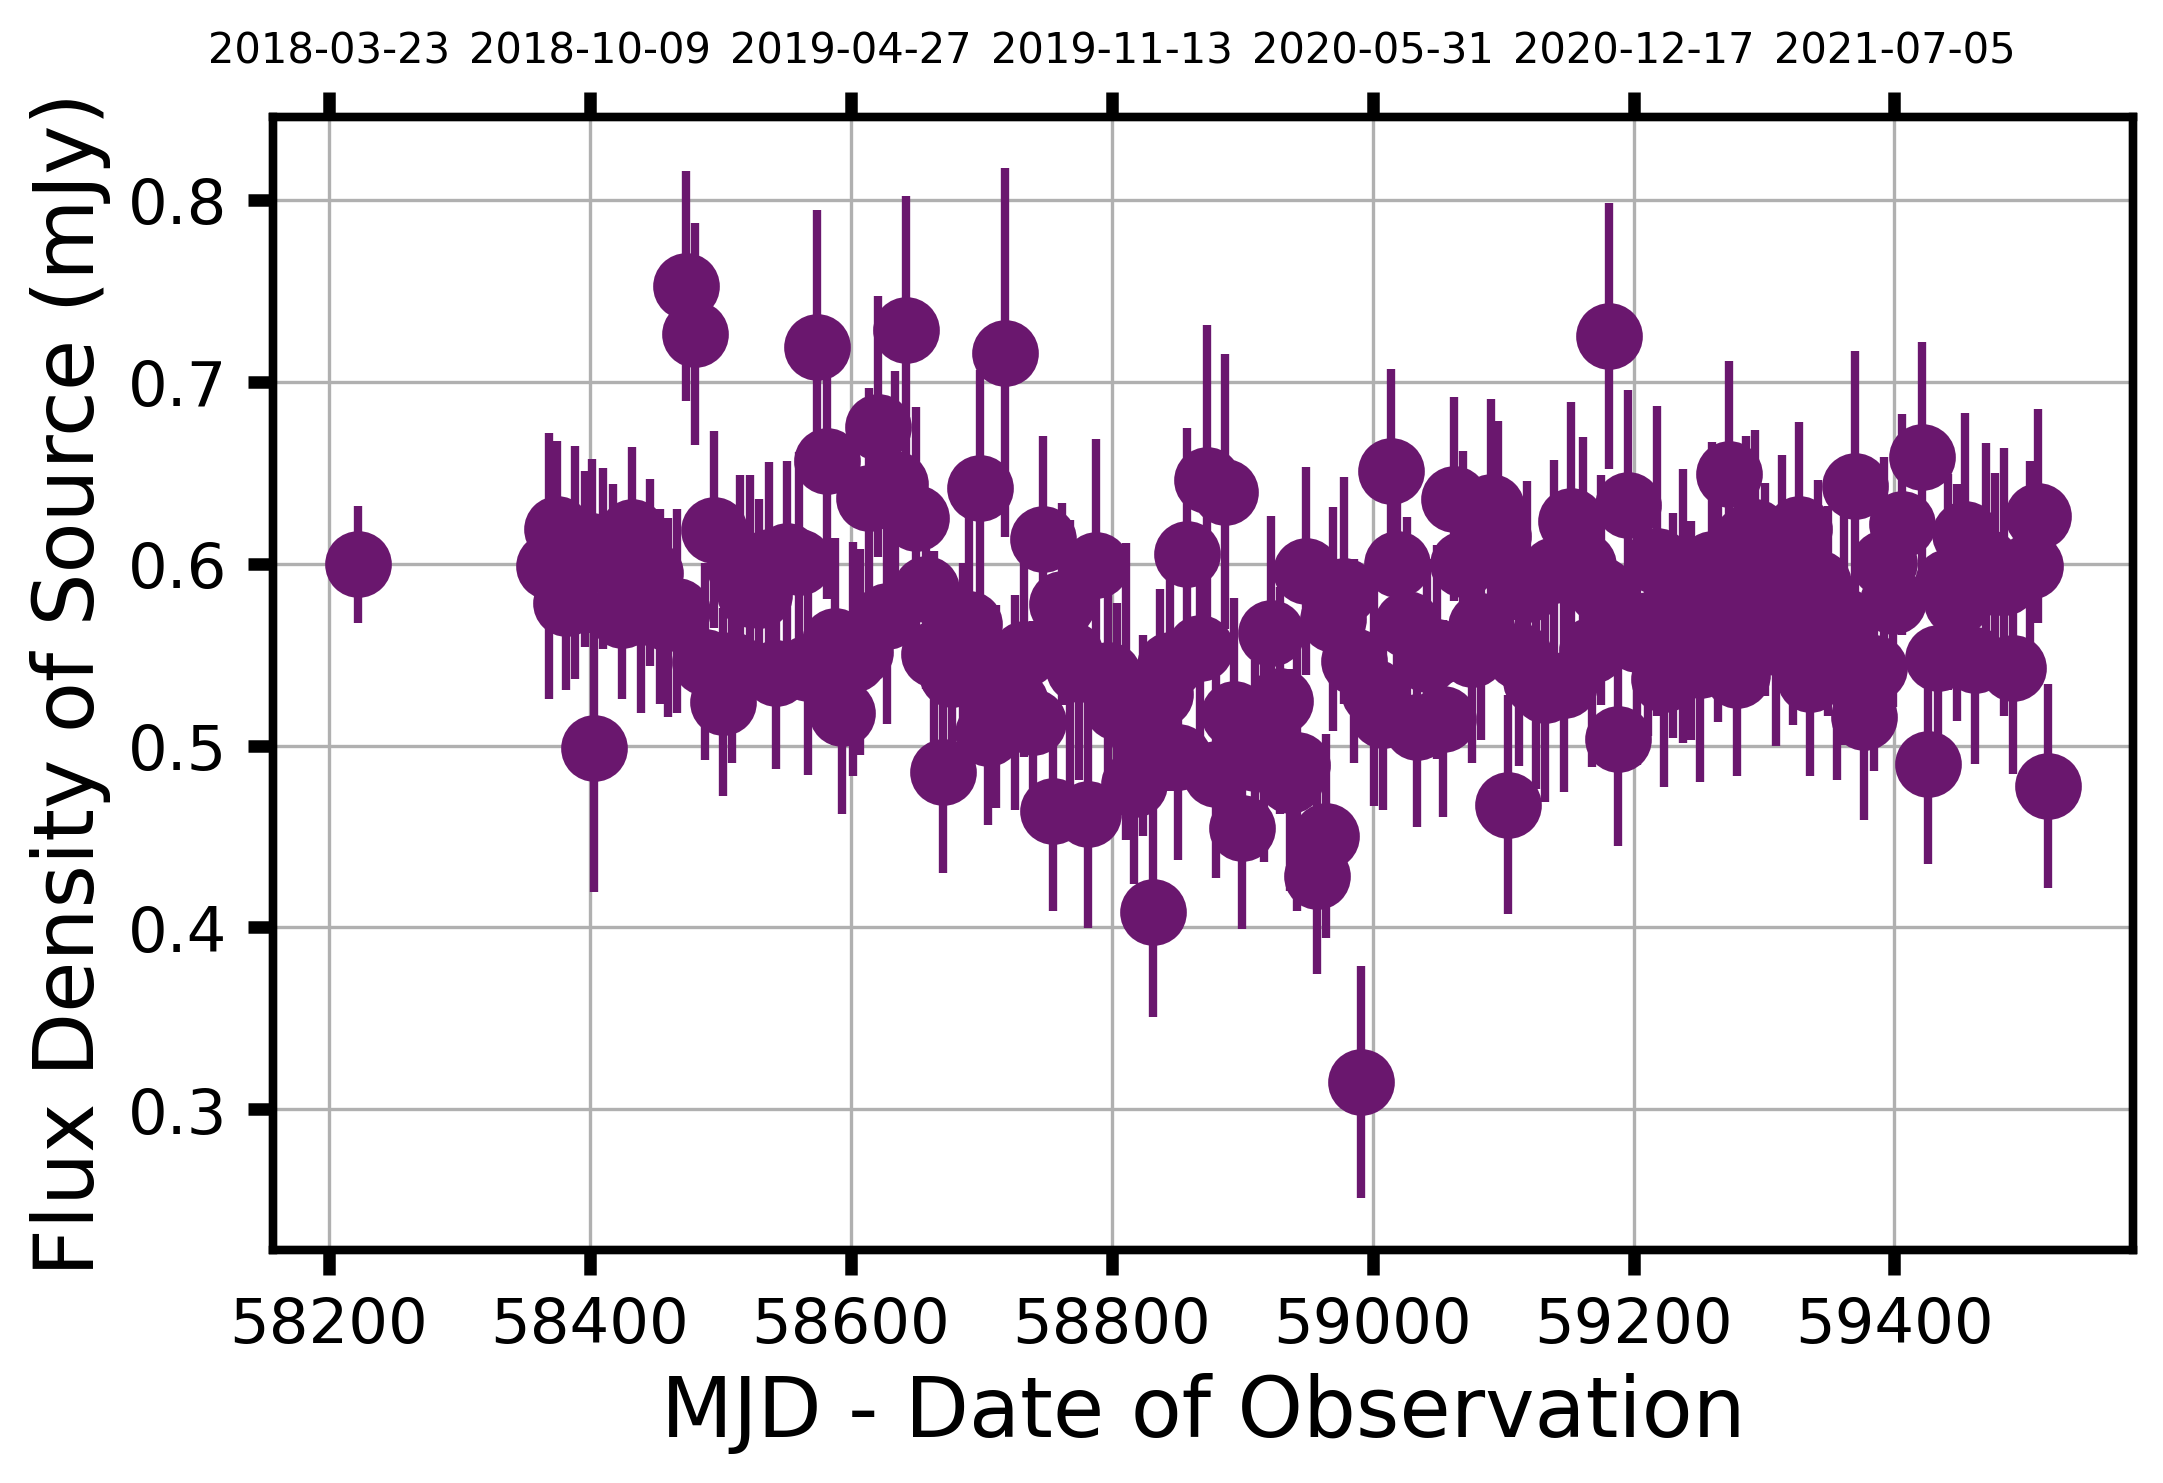 2018-03-23 2018-10-09 2019-04-27 2019-11-13 2020-05-31 2020-12-17 2021-07-05
Flux Density of Source (mJy)
0.8
0.7
0.6
0.5
0.4
0.3
58200 58400 58600 58800 59000 59200 59400
MJD - Date of Observation